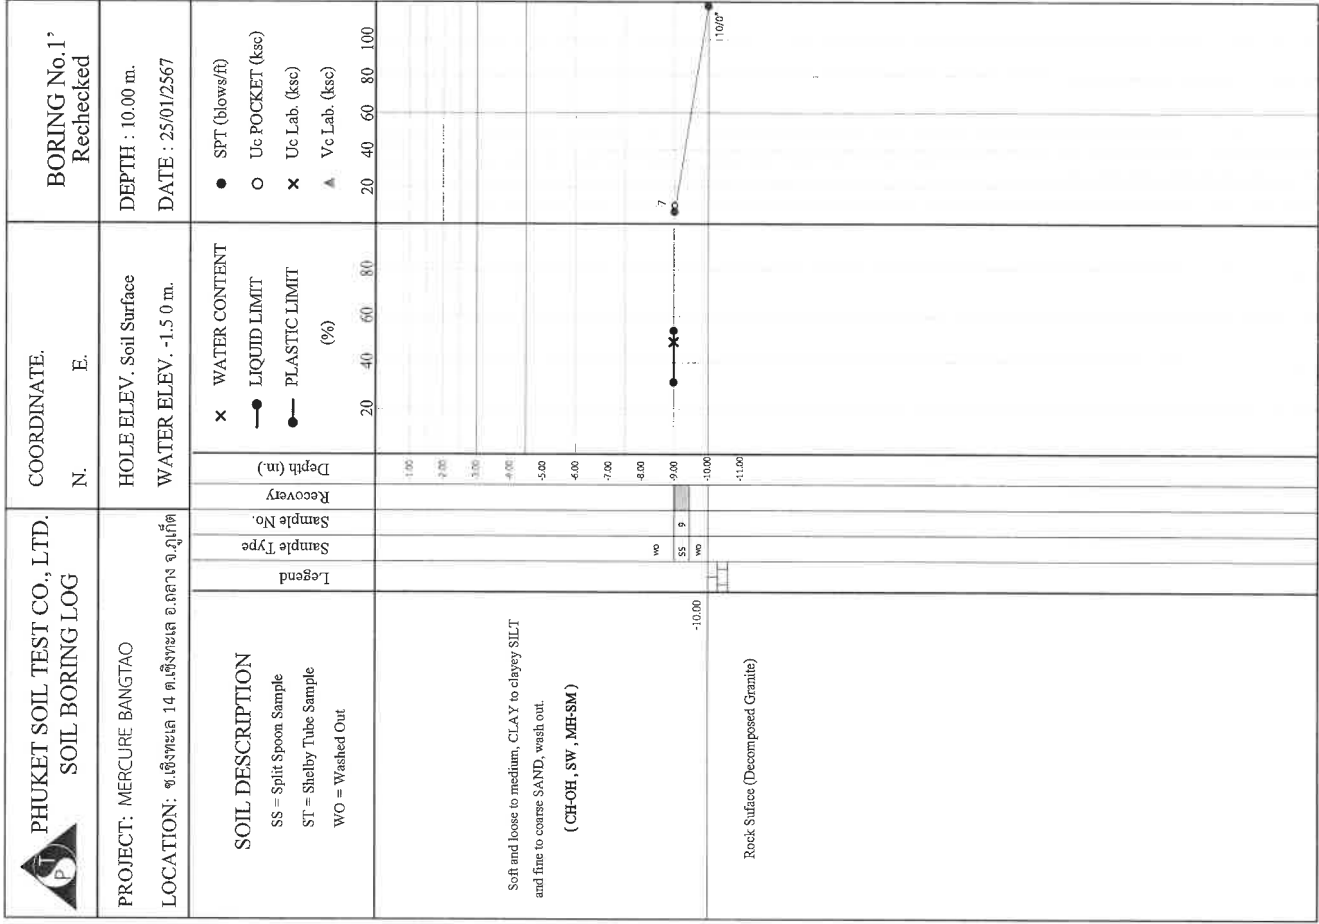 PST
PHUKET SOIL TEST CO., LTD.
SOIL BORING LOG
COORDINATE.
N. E.
BORING No.1'
Rechecked
PROJECT: MERCURE BANGTAO
LOCATION: ซ.เชิงทะเล 14 ต.เชิงทะเล อ.ถลาง จ.ภูเก็ต
HOLE ELEV. Soil Surface
WATER ELEV. -1.5 0 m.
DEPTH : 10.00 m.
DATE : 25/01/2567
SOIL DESCRIPTION
SS = Split Spoon Sample
ST = Shelby Tube Sample
WO = Washed Out
Legend
Sample Type
Sample No.
Recovery
Depth (m.)
WATER CONTENT
LIQUID LIMIT
PLASTIC LIMIT
(%)
20 40 60 80
SPT (blows/ft)
Uc POCKET (ksc)
Uc Lab. (ksc)
Vc Lab. (ksc)
20 40 60 80 100
-1.00
-2.00
-3.00
-4.00
-5.00
-6.00
-7.00
-8.00
-9.00
-10.00
-11.00
Soft and loose to medium, CLAY to clayey SILT
and fine to coarse SAND, wash out.
( CH-OH , SW , MH-SM )
-10.00
WO
SS 9
WO
7
110/0"
Rock Suface (Decomposed Granite)